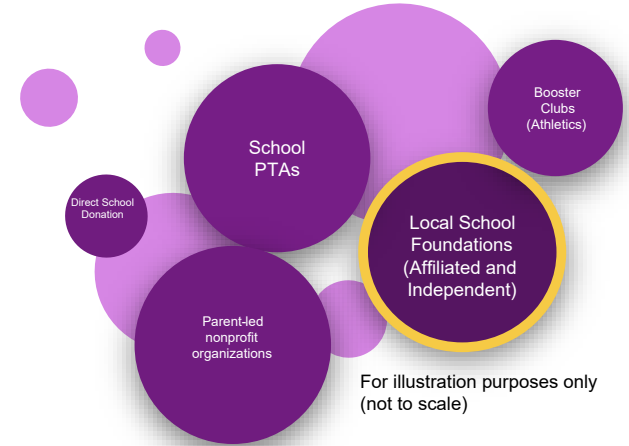 Booster
Clubs
(Athletics)
School
PTAs
Direct School
Donation
Local School
Foundations
(Affiliated and
Independent)
Parent-led
nonprofit
organizations
For illustration purposes only
(not to scale)